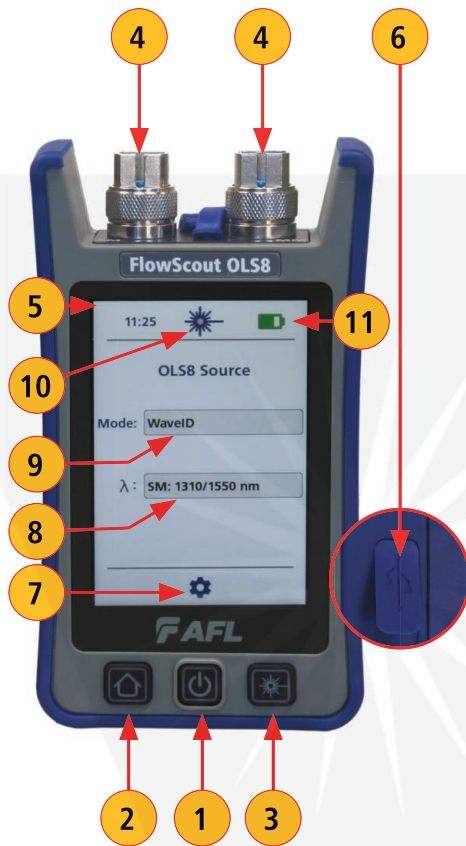 4 4 6
FlowScout OLS8
5 11:25 11
10
OLS8 Source
Mode: WaveID
9
λ: SM: 1310/1550 nm
8
7
AFL
2 1 3